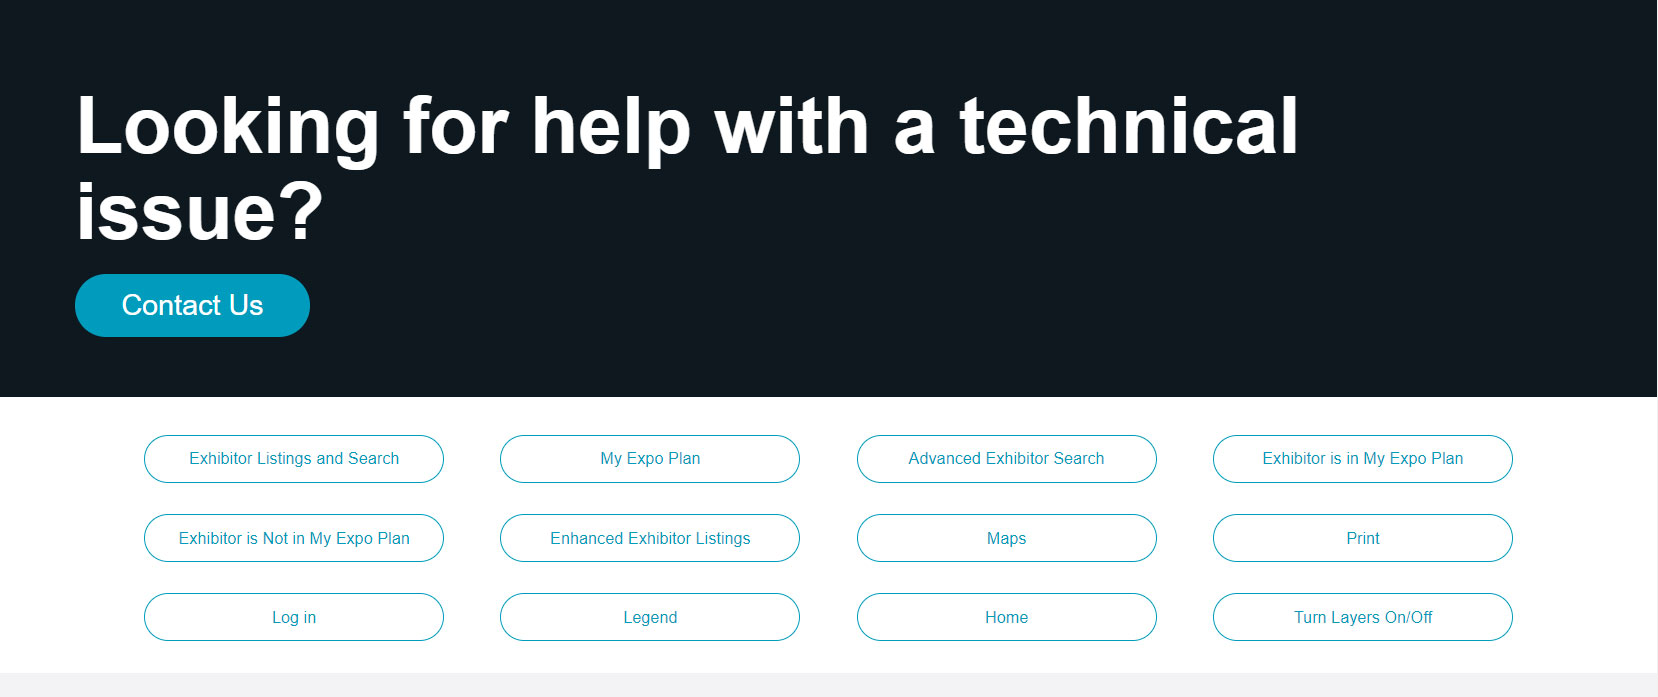 Looking for help with a technical
issue?
Contact Us
Exhibitor Listings and Search
My Expo Plan
Advanced Exhibitor Search
Exhibitor is in My Expo Plan
Exhibitor is Not in My Expo Plan
Enhanced Exhibitor Listings
Maps
Print
Log in
Legend
Home
Turn Layers On/Off